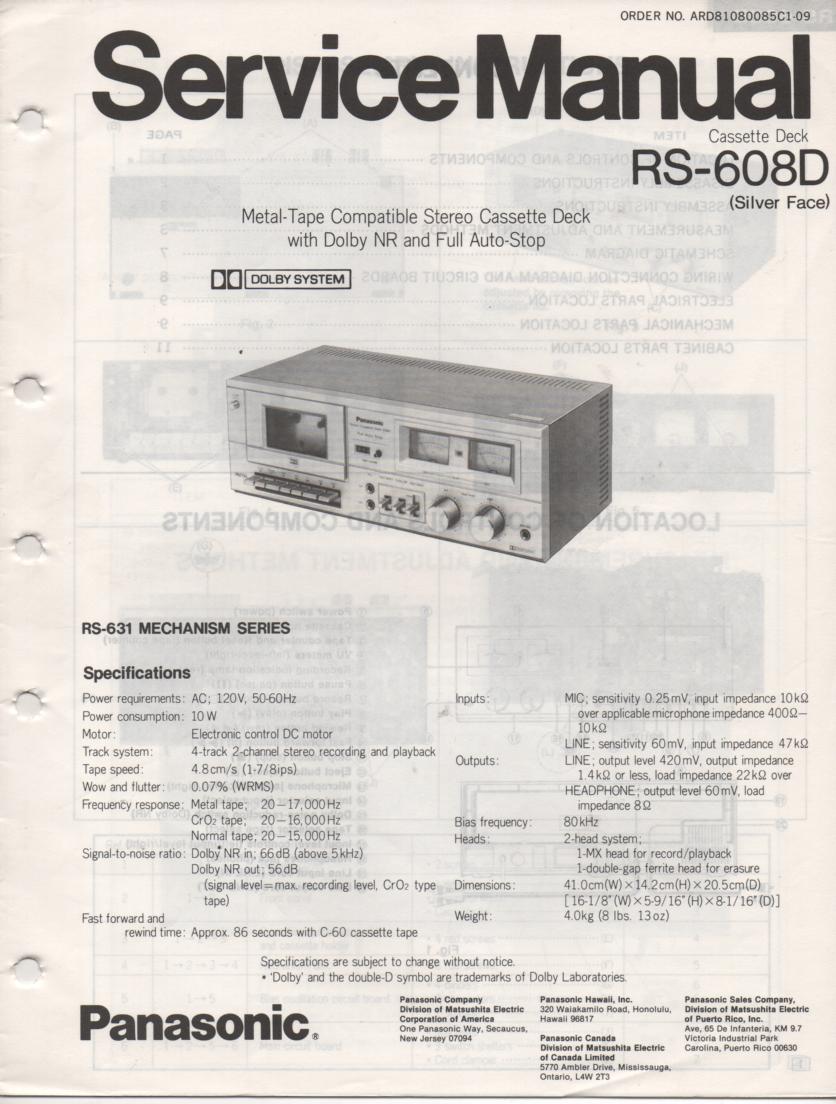 ORDER NO. ARD81080085C1-09
Service Manual
Cassette Deck
RS-608D
(Silver Face)
Metal-Tape Compatible Stereo Cassette Deck
with Dolby NR and Full Auto-Stop
DOLBY SYSTEM
Panasonic
RS-631 MECHANISM SERIES
Specifications
Power requirements: AC; 120V, 50-60Hz
Power consumption: 10W
Motor: Electronic control DC motor
Track system: 4-track 2-channel stereo recording and playback
Tape speed: 4.8cm/s (1-7/8ips)
Wow and flutter: 0.07% (WRMS)
Frequency response: Metal tape; 20–17,000Hz
CrO2 tape; 20–16,000Hz
Normal tape; 20–15,000Hz
Signal-to-noise ratio: Dolby NR in; 66dB (above 5kHz)
Dolby NR out; 56dB
(signal level=max. recording level, CrO2 type
tape)
Fast forward and
rewind time: Approx. 86 seconds with C-60 cassette tape
Inputs: MIC; sensitivity 0.25mV, input impedance 10kΩ
over applicable microphone impedance 400Ω–
10kΩ
LINE; sensitivity 60mV, input impedance 47kΩ
Outputs: LINE; output level 420mV, output impedance
1.4kΩ or less, load impedance 22kΩ over
HEADPHONE; output level 60mV, load
impedance 8Ω
Bias frequency: 80kHz
Heads: 2-head system;
1-MX head for record/playback
1-double-gap ferrite head for erasure
Dimensions: 41.0cm(W)×14.2cm(H)×20.5cm(D)
[16-1/8"(W)×5-9/16"(H)×8-1/16"(D)]
Weight: 4.0kg (8 lbs. 13oz)
Specifications are subject to change without notice.
• 'Dolby' and the double-D symbol are trademarks of Dolby Laboratories.
Panasonic®
Panasonic Company
Division of Matsushita Electric
Corporation of America
One Panasonic Way, Secaucus,
New Jersey 07094
Panasonic Hawaii, Inc.
320 Waiakamilo Road, Honolulu,
Hawaii 96817
Panasonic Canada
Division of Matsushita Electric
of Canada Limited
5770 Ambler Drive, Mississauga,
Ontario, L4W 2T3
Panasonic Sales Company,
Division of Matsushita Electric
of Puerto Rico, Inc.
Ave, 65 De Infanteria, KM 9.7
Victoria Industrial Park
Carolina, Puerto Rico 00630